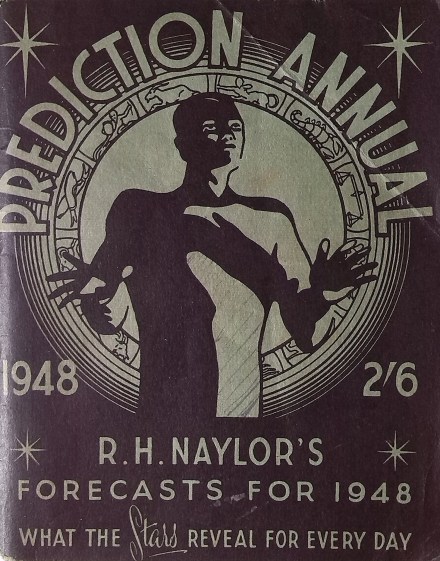 PREDICTION ANNUAL
1948 2/6
R.H. NAYLOR'S
FORECASTS FOR 1948
WHAT THE Stars REVEAL FOR EVERY DAY